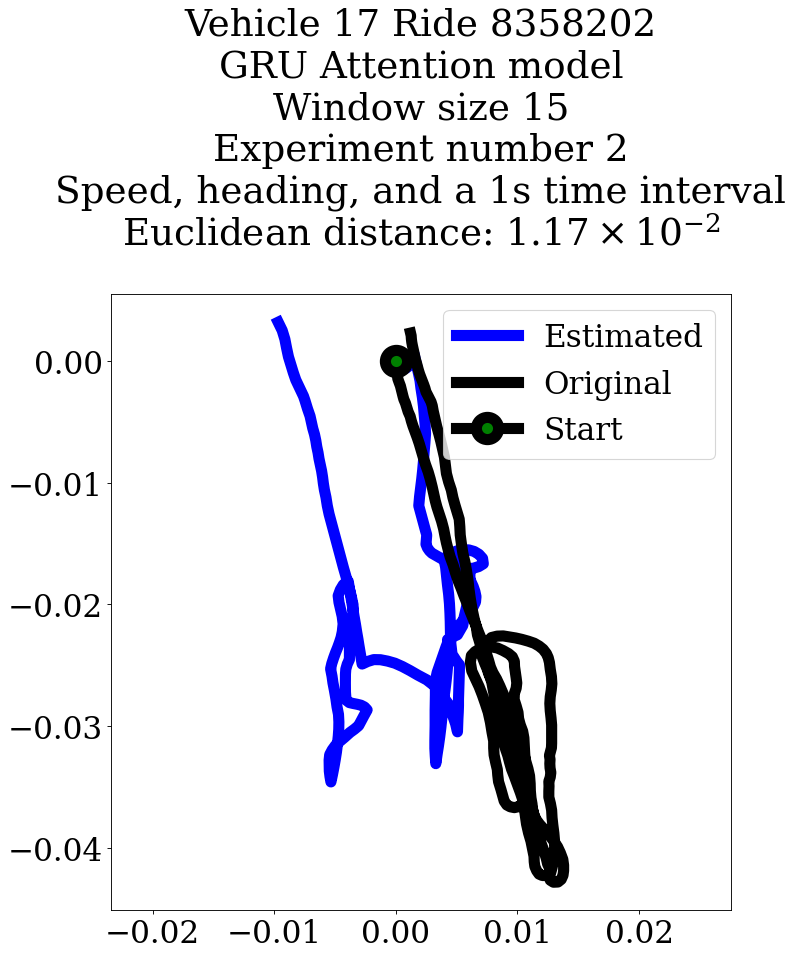 Vehicle 17 Ride 8358202
GRU Attention model
Window size 15
Experiment number 2
Speed, heading, and a 1s time interval
Euclidean distance: 1.17 × 10⁻²
Estimated
Original
Start
0.00
−0.01
−0.02
−0.03
−0.04
−0.02 −0.01 0.00 0.01 0.02